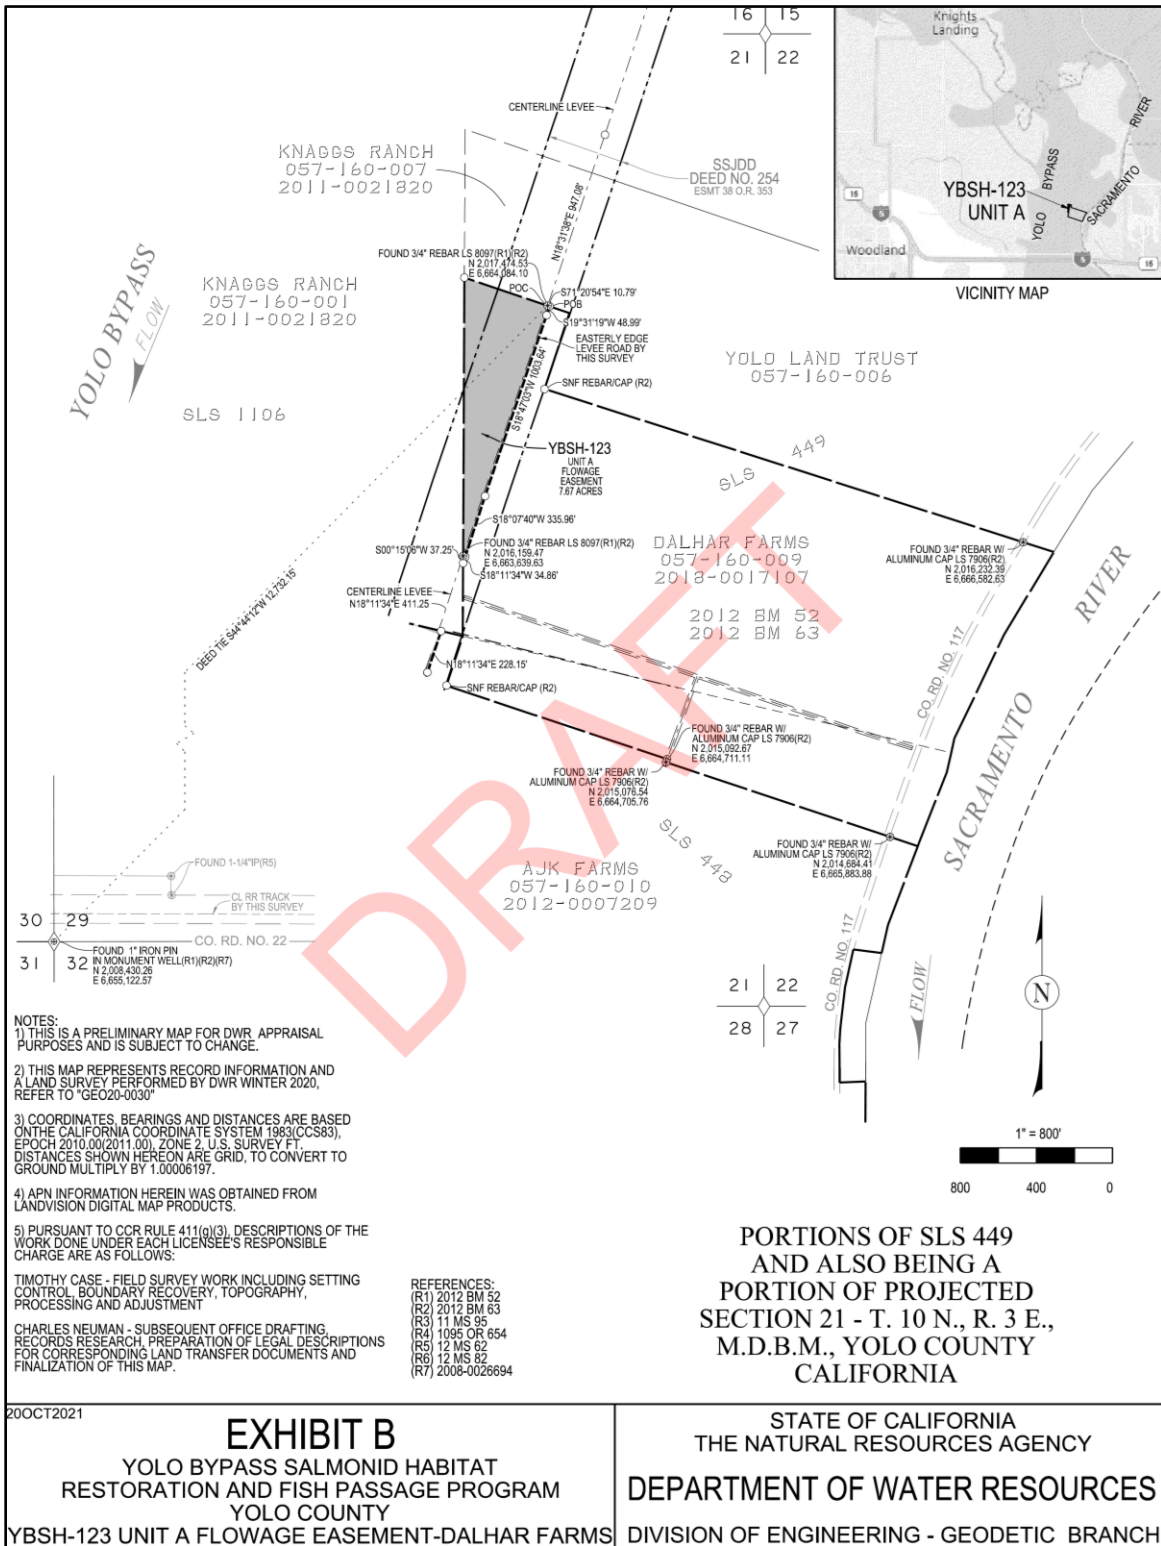 16 15
21 22
CENTERLINE LEVEE
KNAGGS RANCH
057-160-007
2011-0021820
SSJDD
DEED NO. 254
ESMT 38 O.R. 353
N18°31'38"E 947.08'
Knights
Landing
RIVER
BYPASS
YBSH-123
UNIT A
YOLO
SACRAMENTO
16
5
Woodland
5
16
VICINITY MAP
YOLO BYPASS
FLOW
FOUND 3/4" REBAR LS 8097(R1)(R2)
N 2,017,474.53
E 6,664,084.10
POC
S71°20'54"E 10.79'
POB
S19°31'19"W 48.99'
KNAGGS RANCH
057-160-001
2011-0021820
EASTERLY EDGE
LEVEE ROAD BY
THIS SURVEY
S18°47'03"W 1003.64'
YOLO LAND TRUST
057-160-006
SNF REBAR/CAP (R2)
SLS 1106
YBSH-123
UNIT A
FLOWAGE
EASEMENT
7.67 ACRES
SLS 449
S18°07'40"W 335.96'
S00°15'06"W 37.25'
FOUND 3/4" REBAR LS 8097(R1)(R2)
N 2,016,159.47
E 6,663,639.63
S18°11'34"W 34.86'
DALHAR FARMS
057-160-009
2018-0017107
2012 BM 52
2012 BM 63
FOUND 3/4" REBAR W/
ALUMINUM CAP LS 7906(R2)
N 2,016,232.39
E 6,666,582.63
RIVER
CENTERLINE LEVEE
N18°11'34"E 411.25
DEED TIE S44°44'12"W 12,732.15'
N18°11'34"E 228.15'
SNF REBAR/CAP (R2)
CO. RD. NO. 117
SACRAMENTO
FOUND 3/4" REBAR W/
ALUMINUM CAP LS 7906(R2)
N 2,015,092.67
E 6,664,711.11
FOUND 3/4" REBAR W/
ALUMINUM CAP LS 7906(R2)
N 2,015,076.54
E 6,664,705.76
SLS 448
FOUND 3/4" REBAR W/
ALUMINUM CAP LS 7906(R2)
N 2,014,684.41
E 6,665,883.88
AJK FARMS
057-160-010
2012-0007209
DRAFT
FOUND 1-1/4"IP(R5)
CL RR TRACK
BY THIS SURVEY
30 29
CO. RD. NO. 22
31 32
FOUND 1" IRON PIN
IN MONUMENT WELL(R1)(R2)(R7)
N 2,008,430.26
E 6,655,122.57
CO. RD. NO. 117
FLOW
21 22
28 27
N
NOTES:
1) THIS IS A PRELIMINARY MAP FOR DWR APPRAISAL
PURPOSES AND IS SUBJECT TO CHANGE.
2) THIS MAP REPRESENTS RECORD INFORMATION AND
A LAND SURVEY PERFORMED BY DWR WINTER 2020,
REFER TO "GEO20-0030"
3) COORDINATES, BEARINGS AND DISTANCES ARE BASED
ONTHE CALIFORNIA COORDINATE SYSTEM 1983(CCS83),
EPOCH 2010.00(2011.00), ZONE 2, U.S. SURVEY FT.
DISTANCES SHOWN HEREON ARE GRID, TO CONVERT TO
GROUND MULTIPLY BY 1.00006197.
4) APN INFORMATION HEREIN WAS OBTAINED FROM
LANDVISION DIGITAL MAP PRODUCTS.
5) PURSUANT TO CCR RULE 411(g)(3), DESCRIPTIONS OF THE
WORK DONE UNDER EACH LICENSEE'S RESPONSIBLE
CHARGE ARE AS FOLLOWS:
TIMOTHY CASE - FIELD SURVEY WORK INCLUDING SETTING
CONTROL, BOUNDARY RECOVERY, TOPOGRAPHY,
PROCESSING AND ADJUSTMENT
CHARLES NEUMAN - SUBSEQUENT OFFICE DRAFTING,
RECORDS RESEARCH, PREPARATION OF LEGAL DESCRIPTIONS
FOR CORRESPONDING LAND TRANSFER DOCUMENTS AND
FINALIZATION OF THIS MAP.
REFERENCES:
(R1) 2012 BM 52
(R2) 2012 BM 63
(R3) 11 MS 95
(R4) 1095 OR 654
(R5) 12 MS 62
(R6) 12 MS 82
(R7) 2008-0026694
1" = 800'
800 400 0
PORTIONS OF SLS 449
AND ALSO BEING A
PORTION OF PROJECTED
SECTION 21 - T. 10 N., R. 3 E.,
M.D.B.M., YOLO COUNTY
CALIFORNIA
20OCT2021
EXHIBIT B
YOLO BYPASS SALMONID HABITAT
RESTORATION AND FISH PASSAGE PROGRAM
YOLO COUNTY
YBSH-123 UNIT A FLOWAGE EASEMENT-DALHAR FARMS
STATE OF CALIFORNIA
THE NATURAL RESOURCES AGENCY
DEPARTMENT OF WATER RESOURCES
DIVISION OF ENGINEERING - GEODETIC BRANCH